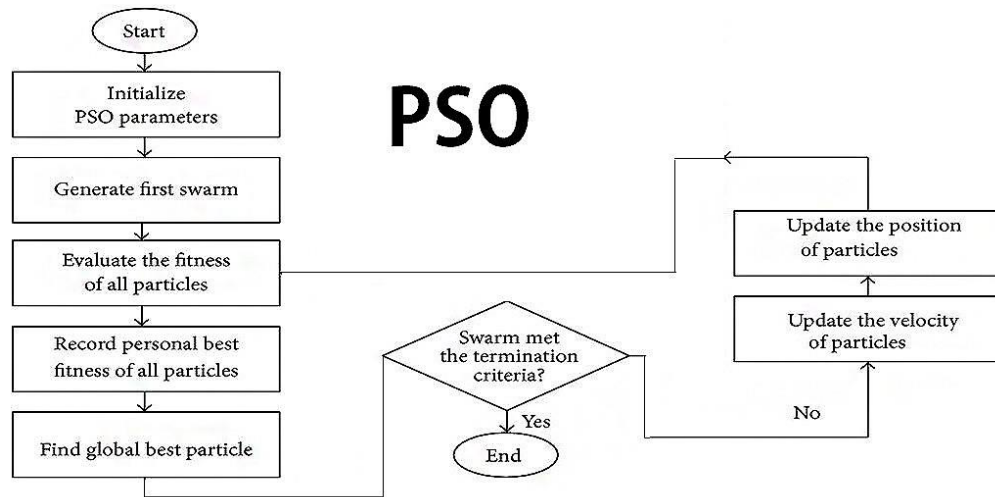 Start
Initialize
PSO parameters
PSO
Generate first swarm
Evaluate the fitness
of all particles
Record personal best
fitness of all particles
Find global best particle
Swarm met
the termination
criteria?
Yes
End
No
Update the velocity
of particles
Update the position
of particles